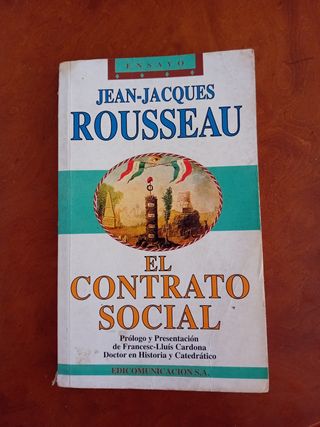 ENSAYO
JEAN-JACQUES
ROUSSEAU
EL
CONTRATO
SOCIAL
Prólogo y Presentación
de Francesc-Lluís Cardona
Doctor en Historia y Catedrático
EDICOMUNICACION S.A.